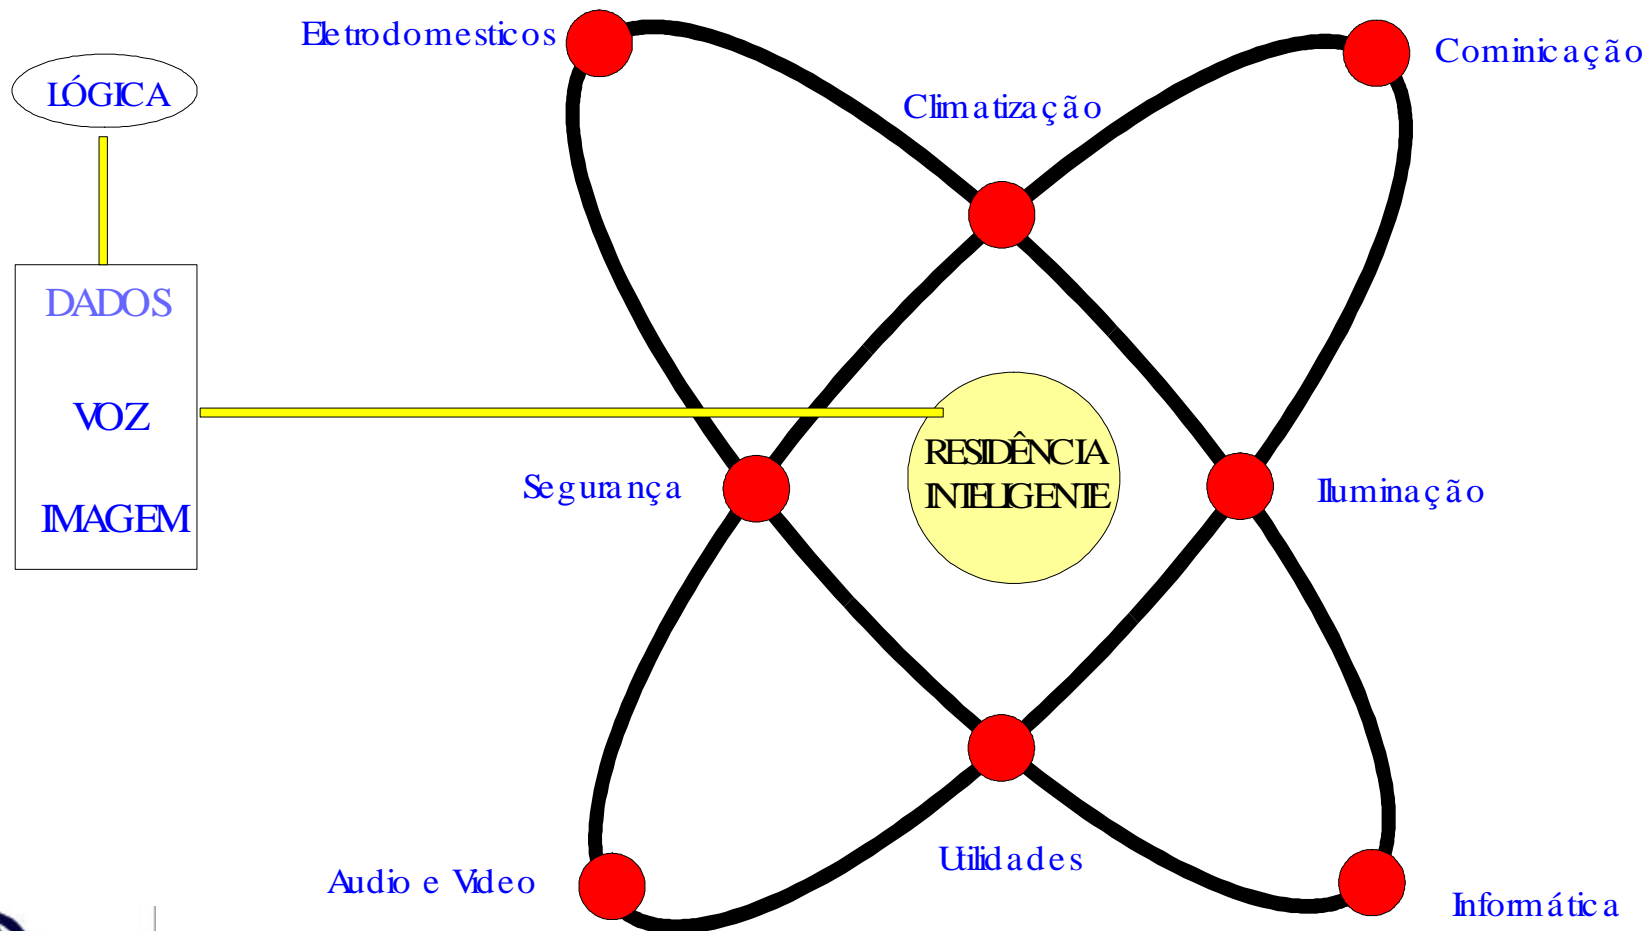 Eletrodomesticos
Cominicação
LÓGICA
Climatização
DADOS
VOZ
IMAGEM
RESIDÊNCIA
INTELIGENTE
Segurança
Iluminação
Utilidades
Audio e Video
Informática